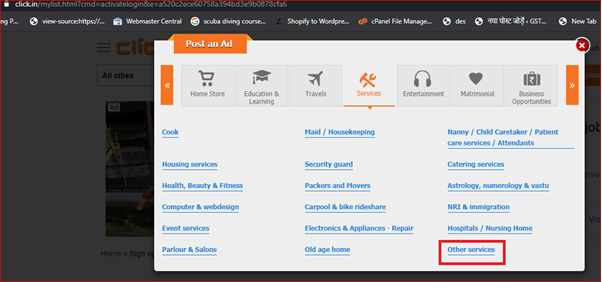 click.in/mylist.html?cmd=activatelogin&e=a520c2ece60758a394bd3e9b0878cfa6
ing P... view-source:https://... Webmaster Central scuba diving course... Shopify to Wordpre... cPanel File Manage... des नया पोस्ट जोड़ें ‹ GST... New Tab
Post an Ad
All cities
« Home Store Education & Learning Travels Services Entertainment Matrimonial Business Opportunities »
Ad
Cook Maid / Housekeeping Nanny / Child Caretaker / Patient
care services / Attendants
Housing services Security guard Catering services
Health, Beauty & Fitness Packers and Movers Astrology, numerology & vastu
Computer & webdesign Carpool & bike rideshare NRI & immigration
Event services Electronics & Appliances - Repair Hospitals / Nursing Home
Parlour & Salons Old age home Other services
Home » Sign up